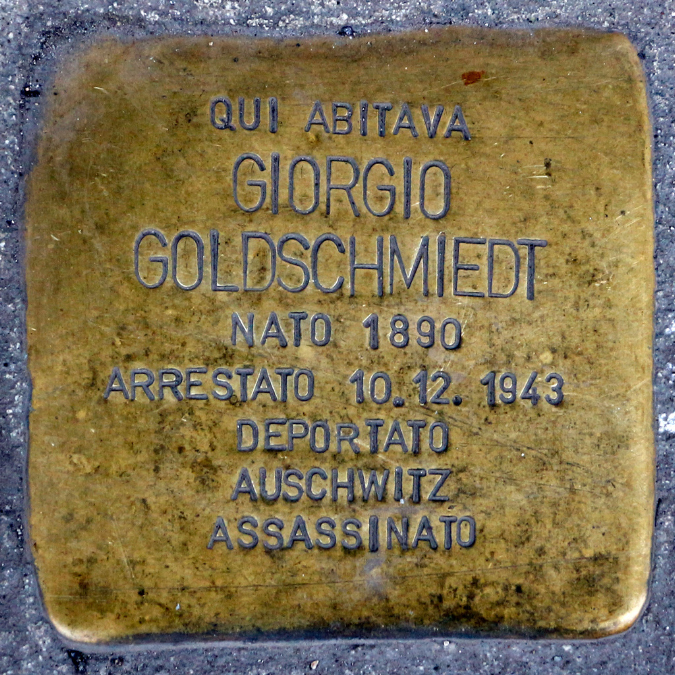 QUI ABITAVA
GIORGIO
GOLDSCHMIEDT
NATO 1890
ARRESTATO 10.12. 1943
DEPORTATO
AUSCHWITZ
ASSASSINATO